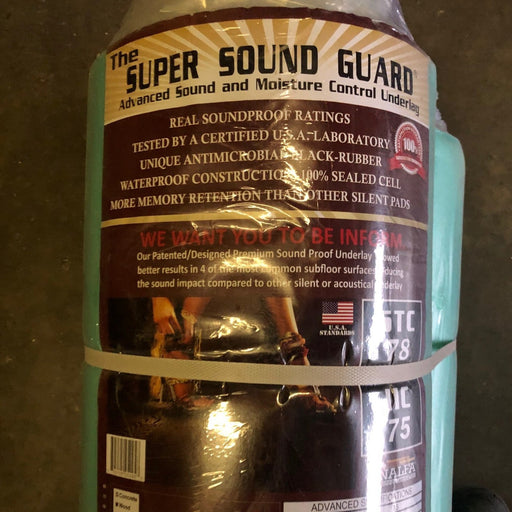 The
SUPER SOUND GUARD®
Advanced Sound and Moisture Control Underlay
REAL SOUNDPROOF RATINGS
TESTED BY A CERTIFIED U.S.A. LABORATORY
100%
UNIQUE ANTIMICROBIAL BLACK-RUBBER
WATERPROOF CONSTRUCTION 100% SEALED CELL
MORE MEMORY RETENTION THAN OTHER SILENT PADS
WE WANT YOU TO BE INFORM
Our Patented/Designed Premium Sound Proof Underlay
better results in 4 of the most common subfloor surfaces
the sound impact compared to other silent or acoustical underlay
U.S.A.
STANDARDS
STC
78
75
NALFA
ADVANCED
Concrete
Wood